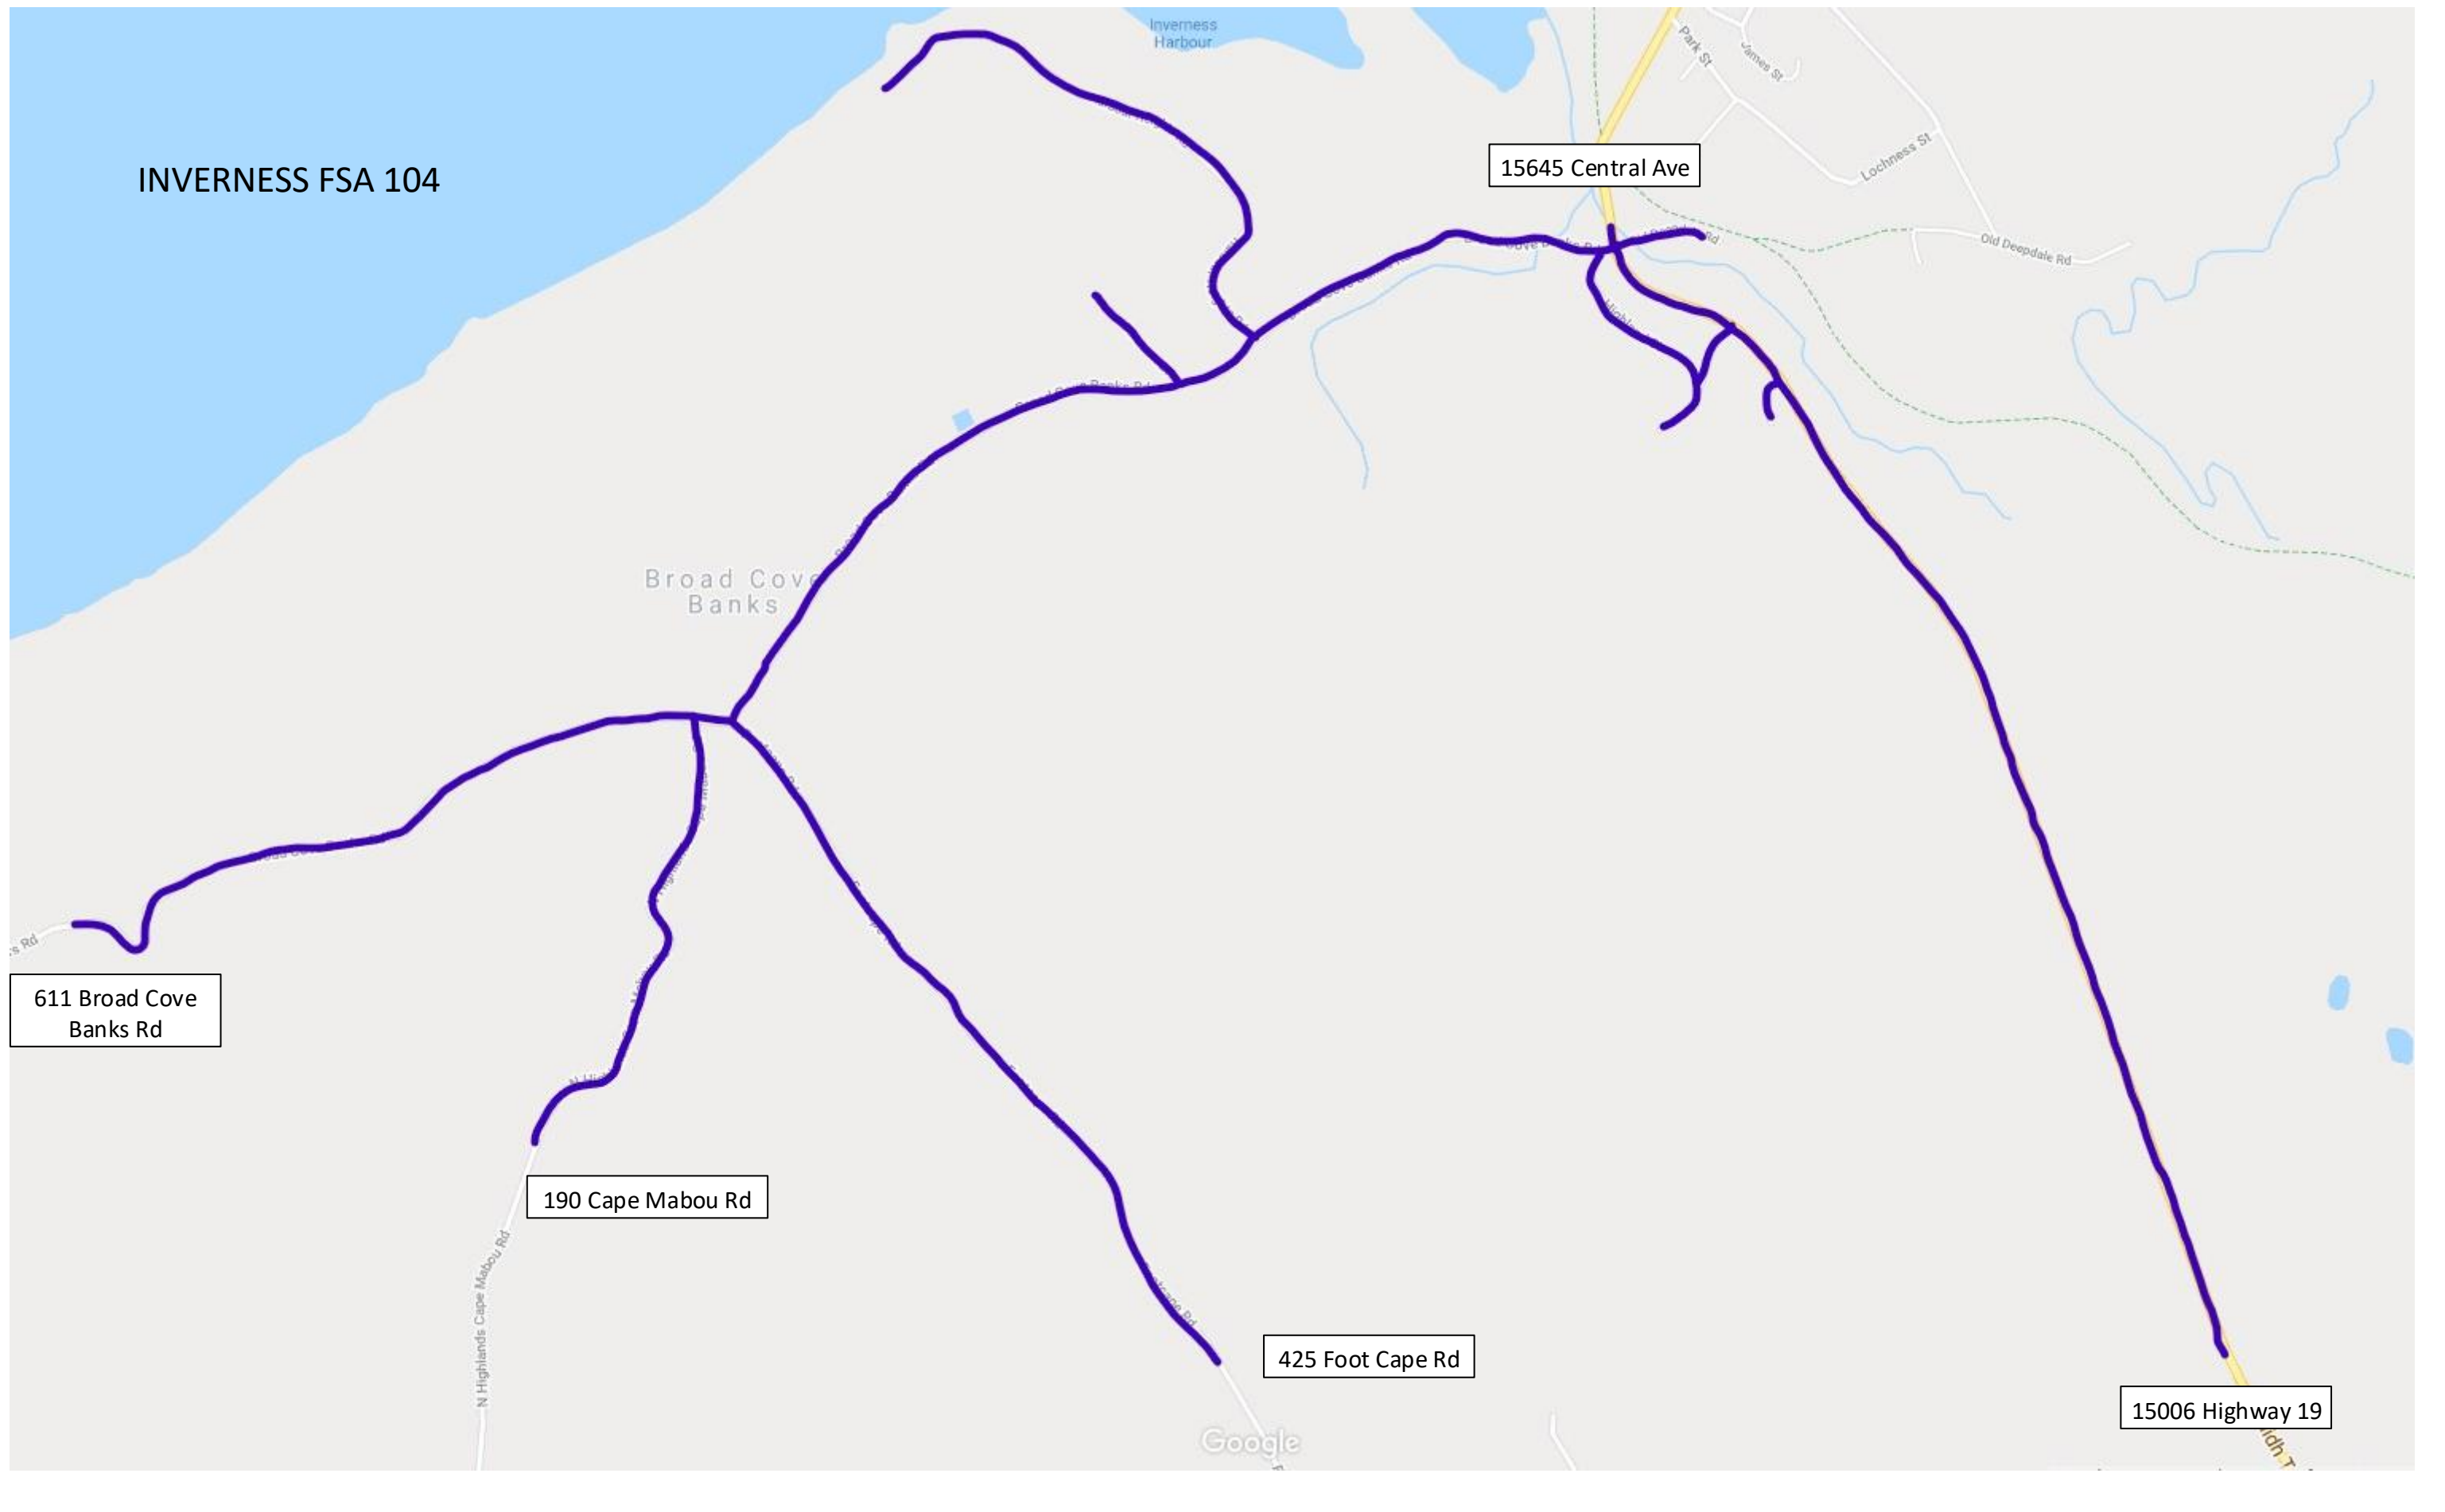 Inverness
Harbour
Park St
James St
INVERNESS FSA 104
15645 Central Ave
Lochness St
Rd
Old Deepdale Rd
Broad Cove
Banks
s Rd
611 Broad Cove
Banks Rd
190 Cape Mabou Rd
N Highlands Cape Mabou Rd
425 Foot Cape Rd
15006 Highway 19
Google